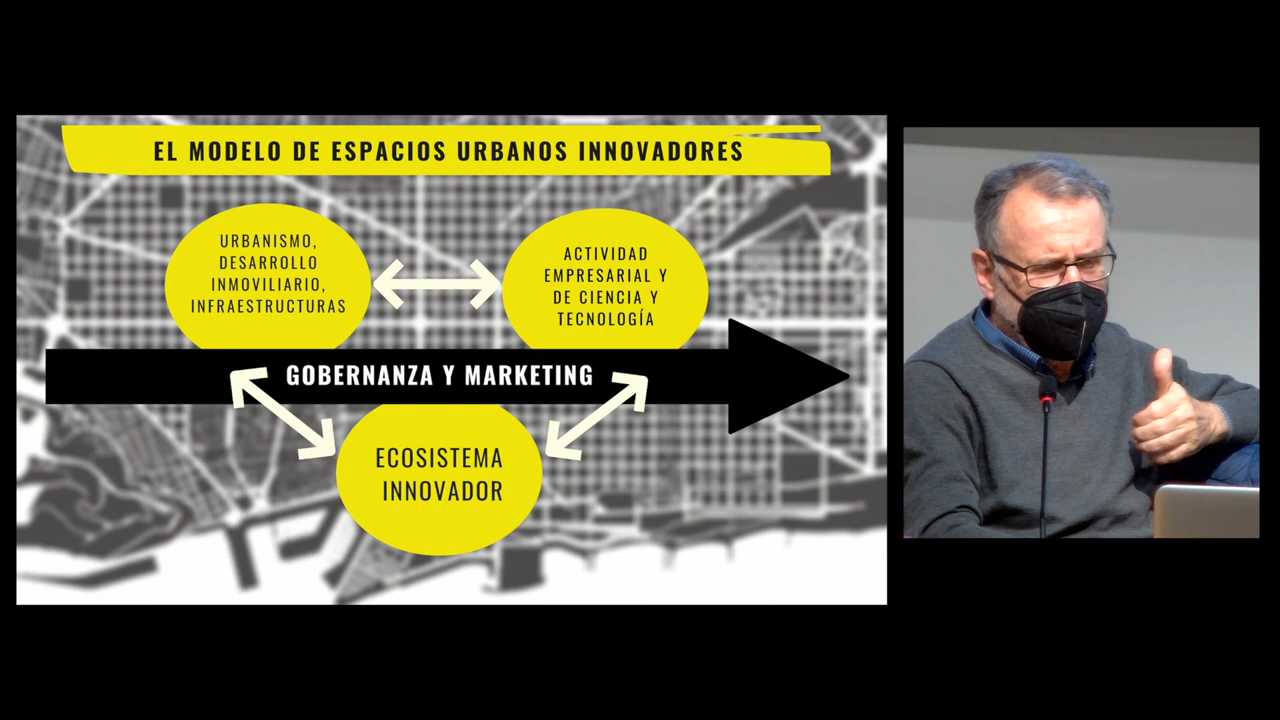 EL MODELO DE ESPACIOS URBANOS INNOVADORES
URBANISMO,
DESARROLLO
INMOVILIARIO,
INFRAESTRUCTURAS
ACTIVIDAD
EMPRESARIAL Y
DE CIENCIA Y
TECNOLOGÍA
GOBERNANZA Y MARKETING
ECOSISTEMA
INNOVADOR